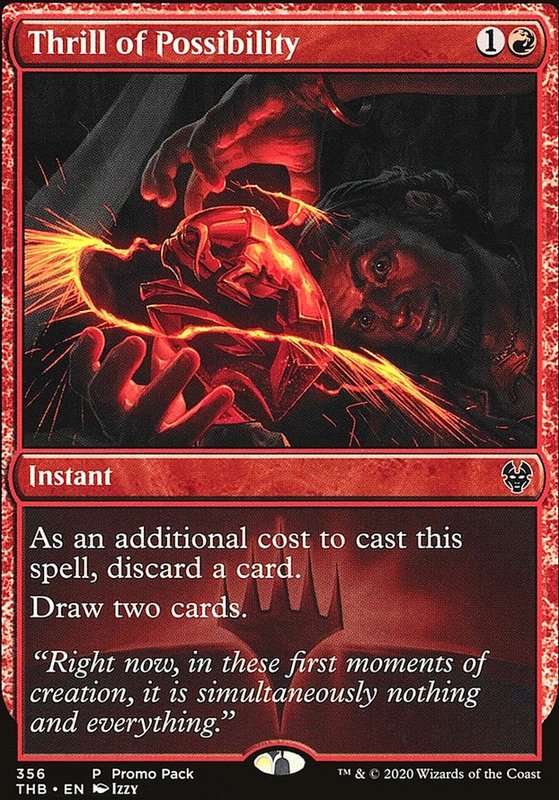 Thrill of Possibility 1
Instant
As an additional cost to cast this
spell, discard a card.
Draw two cards.
“Right now, in these first moments of
creation, it is simultaneously nothing
and everything.”
356 P Promo Pack ™ & © 2020 Wizards of the Coast
THB • EN Izzy